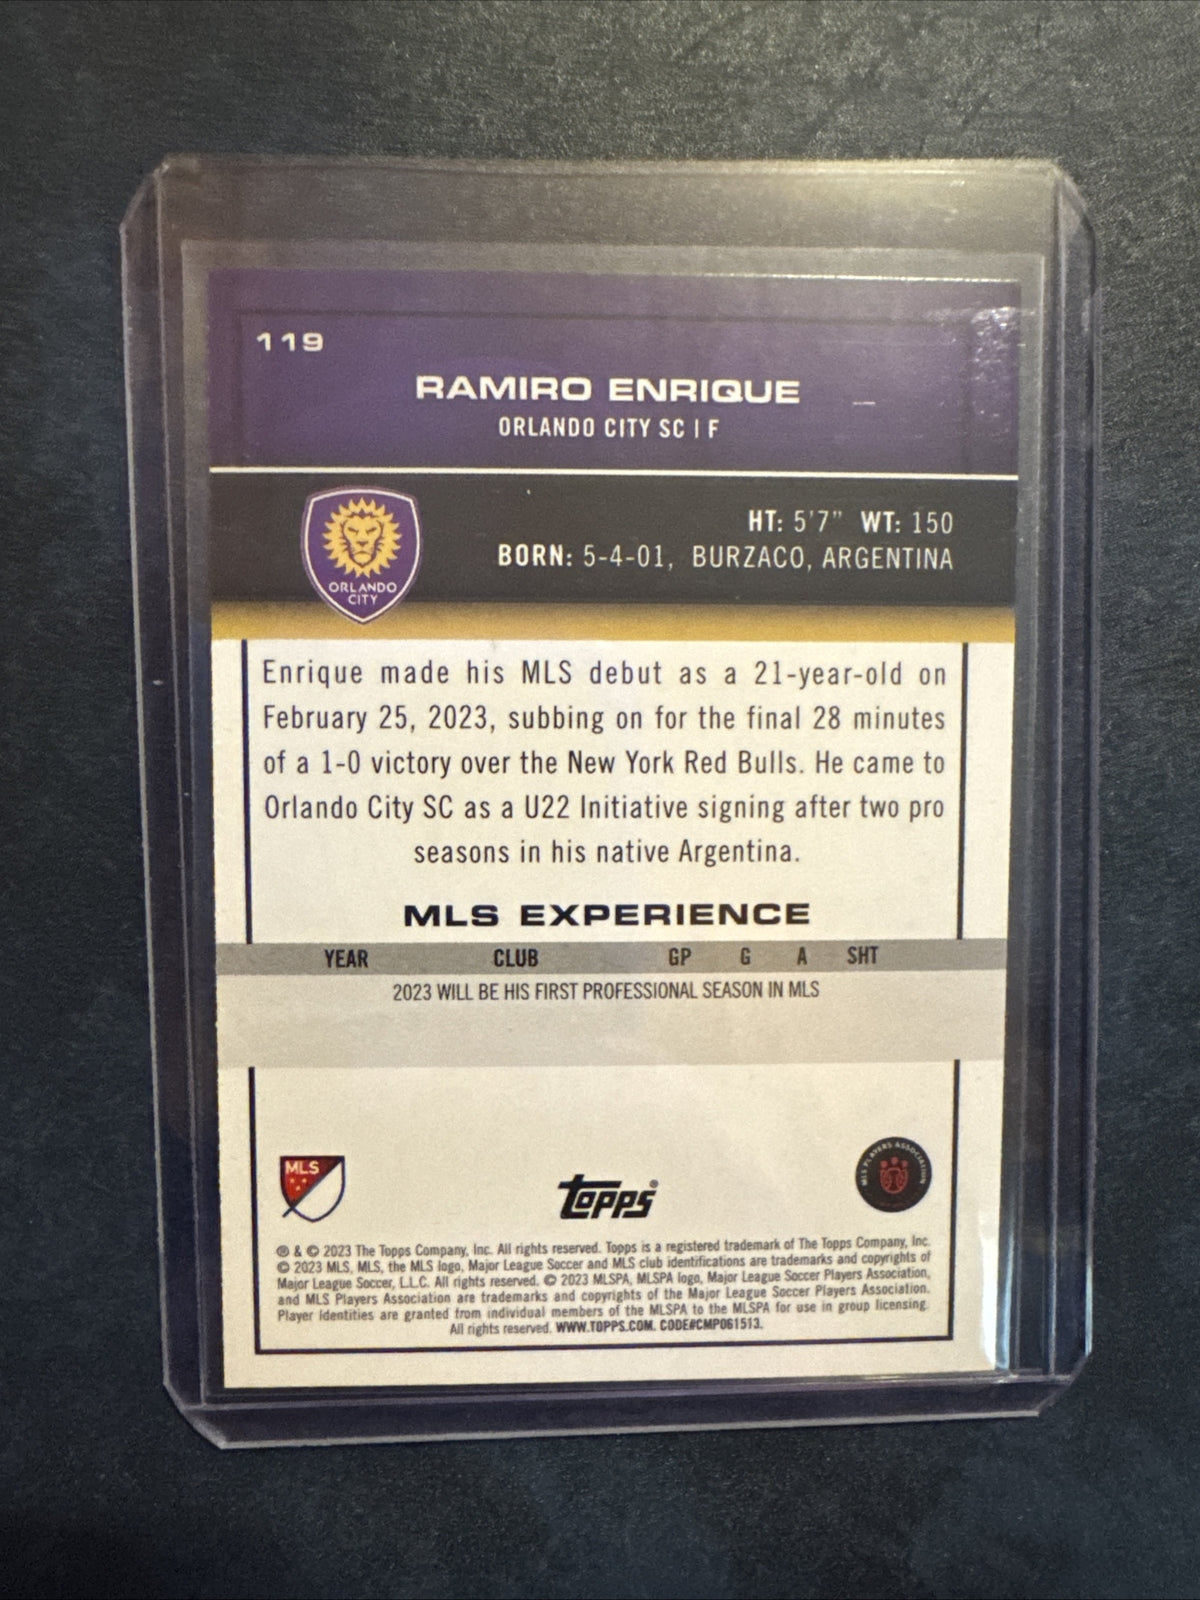 119
RAMIRO ENRIQUE
ORLANDO CITY SC | F
HT: 5'7" WT: 150
BORN: 5-4-01, BURZACO, ARGENTINA
ORLANDO
CITY
Enrique made his MLS debut as a 21-year-old on
February 25, 2023, subbing on for the final 28 minutes
of a 1-0 victory over the New York Red Bulls. He came to
Orlando City SC as a U22 Initiative signing after two pro
seasons in his native Argentina.
MLS EXPERIENCE
YEAR CLUB GP G A SHT
2023 WILL BE HIS FIRST PROFESSIONAL SEASON IN MLS
MLS
Topps®
MLS PLAYERS ASSOCIATION
® & © 2023 The Topps Company, Inc. All rights reserved. Topps is a registered trademark of The Topps Company, Inc.
© 2023 MLS, MLS, the MLS logo, Major League Soccer and MLS club identifications are trademarks and copyrights of
Major League Soccer, L.L.C. All rights reserved. © 2023 MLSPA, MLSPA logo, Major League Soccer Players Association,
and MLS Players Association are trademarks and copyrights of the Major League Soccer Players Association.
Player Identities are granted from individual members of the MLSPA to the MLSPA for use in group licensing.
All rights reserved. WWW.TOPPS.COM. CODE#CMP061513.